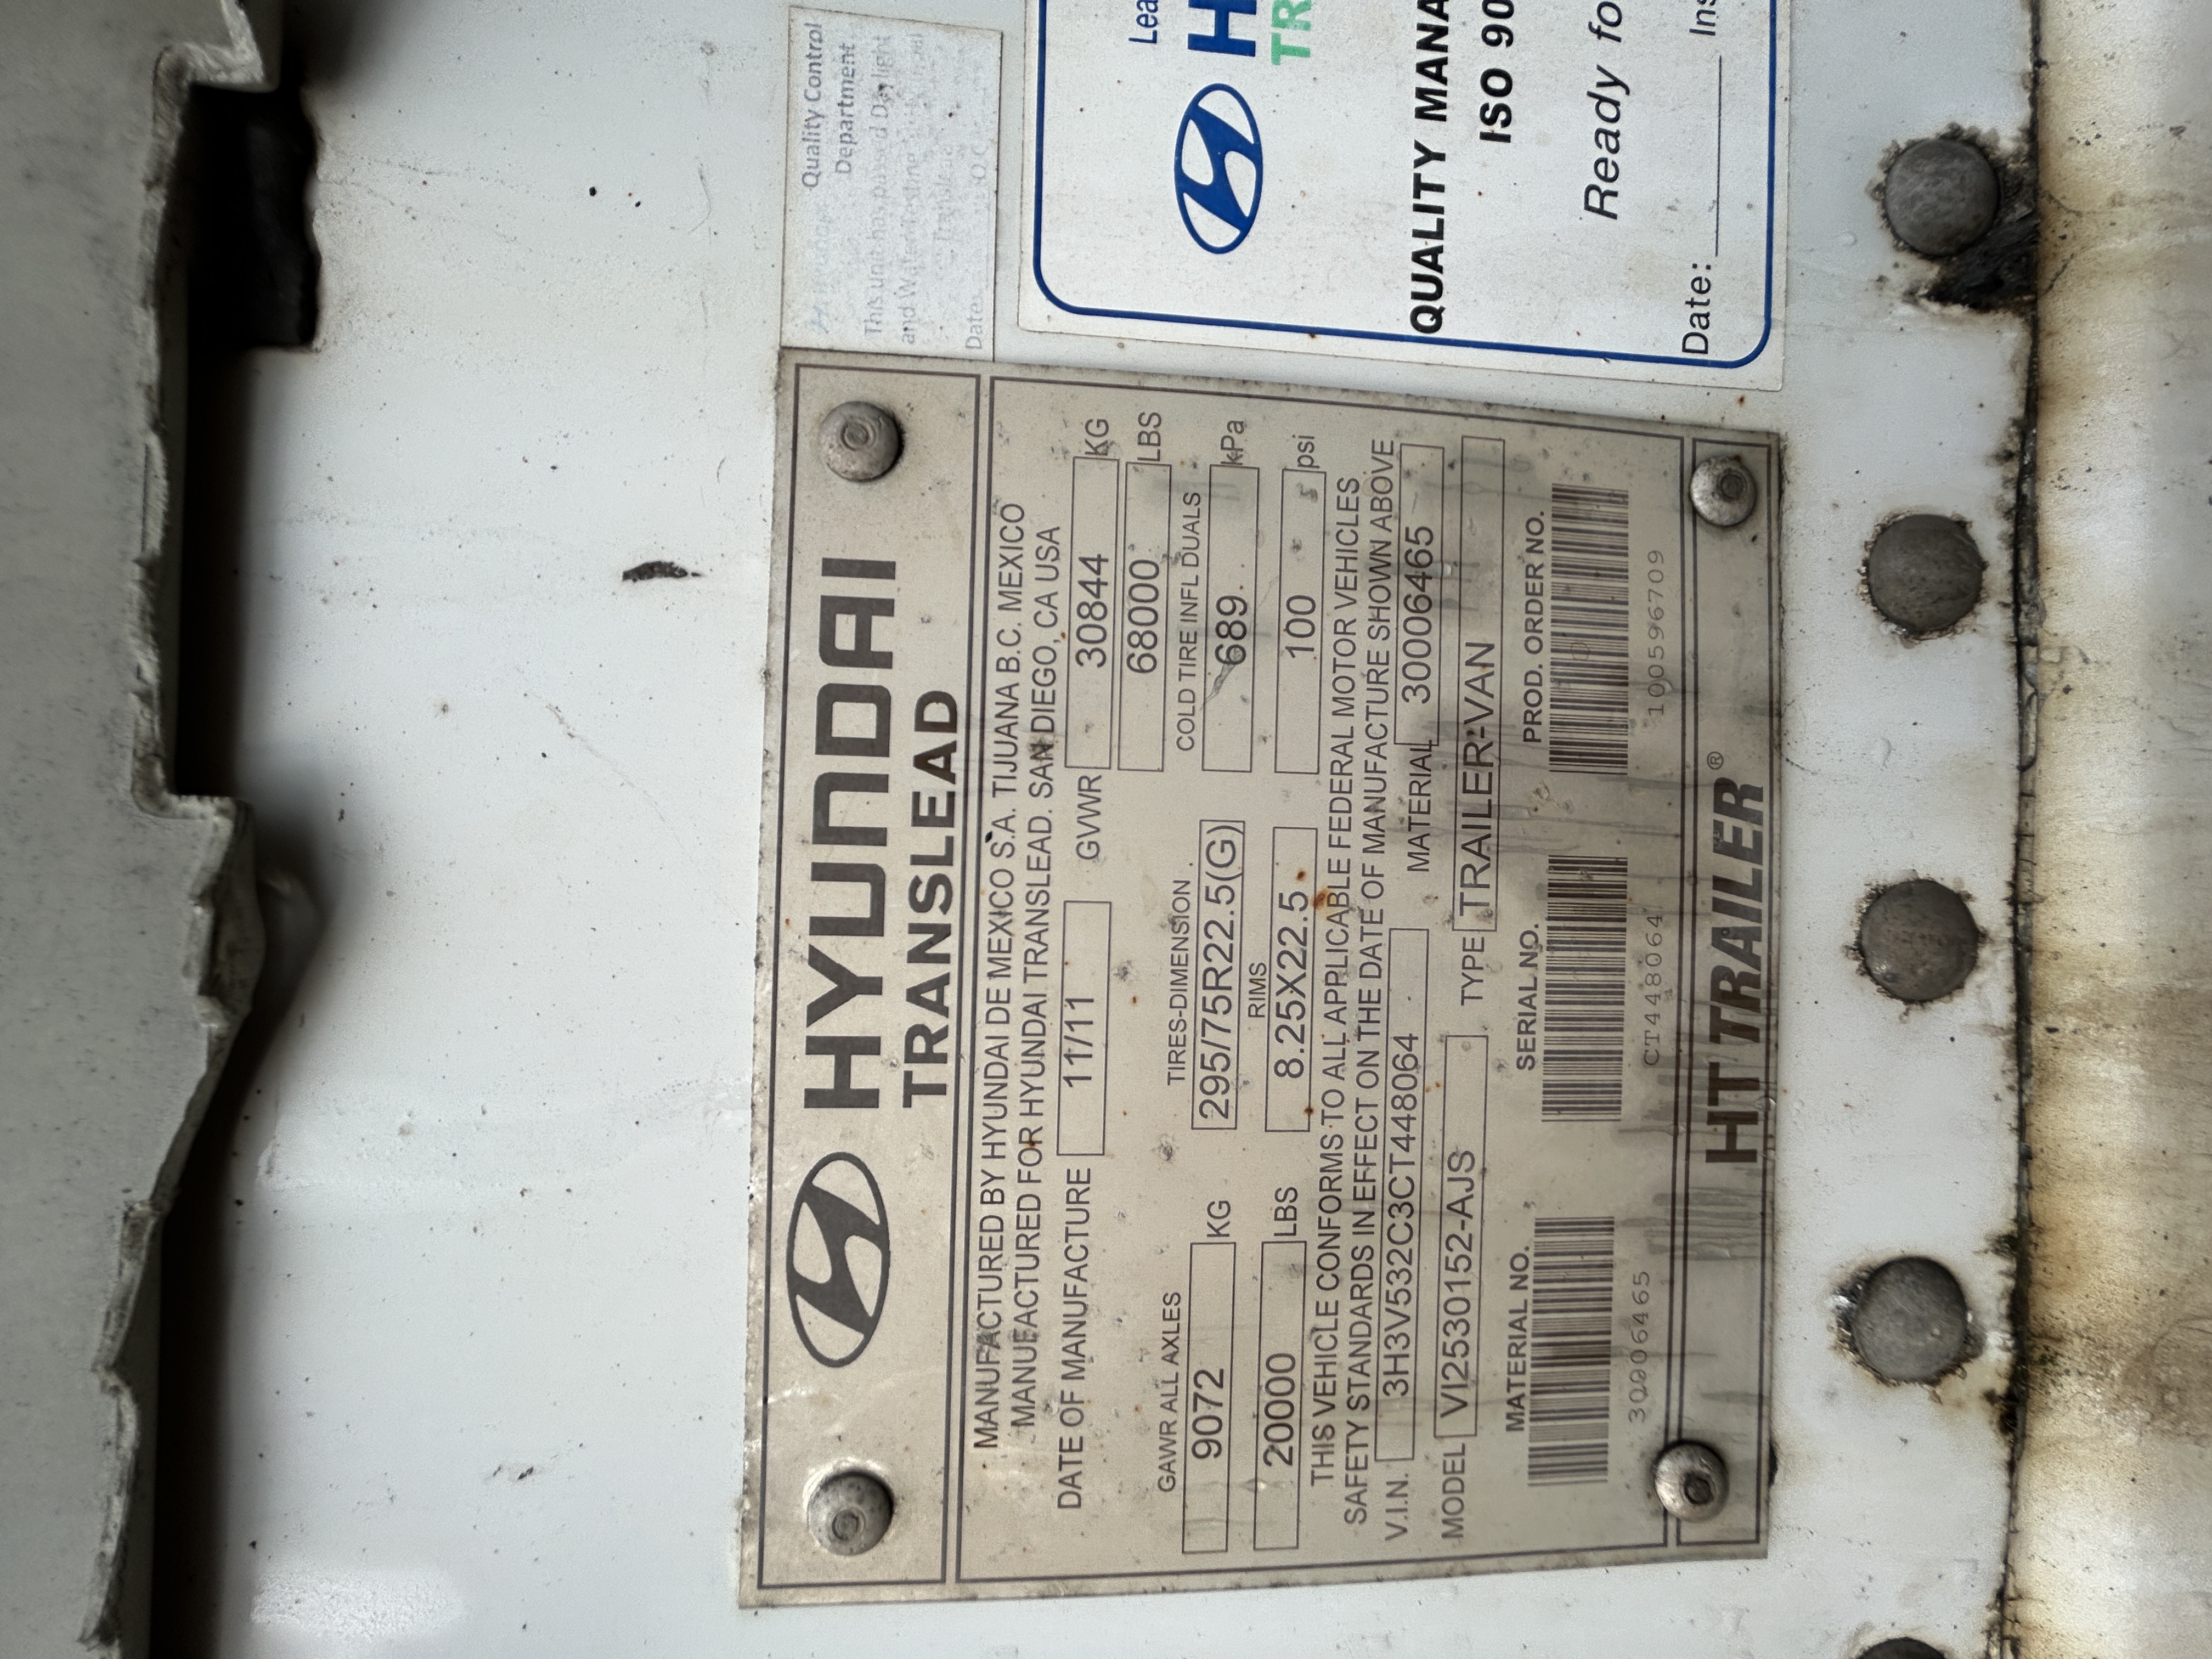 HYUNDAI
TRANSLEAD
MANUFACTURED BY HYUNDAI DE MEXICO S.A. TIJUANA B.C. MEXICO
MANUFACTURED FOR HYUNDAI TRANSLEAD. SAN DIEGO, CA USA
DATE OF MANUFACTURE 11/11 GVWR 30844 KG
68000 LBS
GAWR ALL AXLES TIRES-DIMENSION COLD TIRE INFL DUALS
9072 KG 295/75R22.5(G) 689 kPa
RIMS
20000 LBS 8.25X22.5 100 psi
THIS VEHICLE CONFORMS TO ALL APPLICABLE FEDERAL MOTOR VEHICLES
SAFETY STANDARDS IN EFFECT ON THE DATE OF MANUFACTURE SHOWN ABOVE
V.I.N. 3H3V532C3CT448064 MATERIAL 30006465
MODEL VI2530152-AJS TYPE TRAILER-VAN
MATERIAL NO. SERIAL NO. PROD. ORDER NO.
30006465 CT448064 100596709
HT TRAILER®
Quality Control
Department
This unit has passed Daylight
and
Date:
Lea
H
TR
QUALITY MANA
ISO 90
Ready fo
Date: Ins